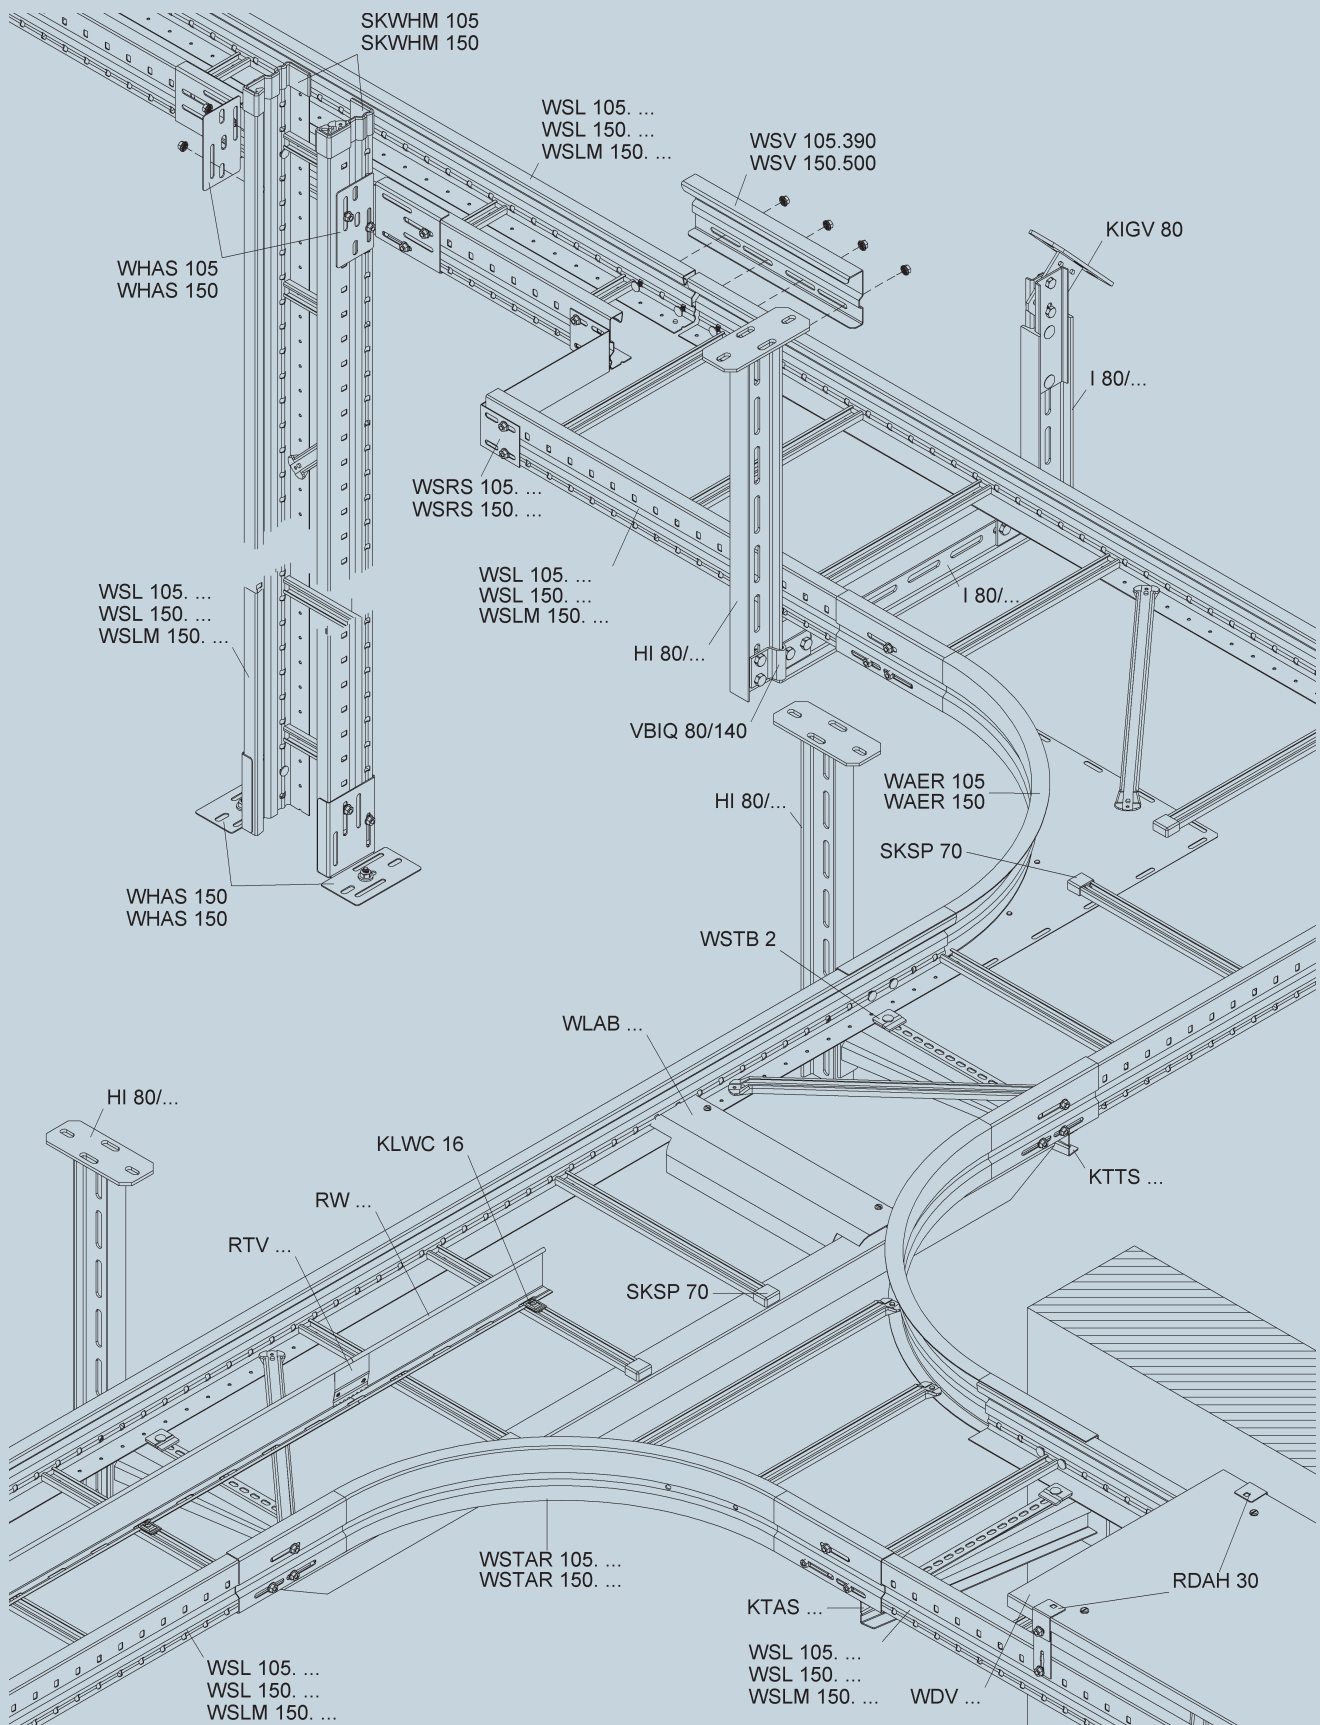 SKWHM 105
SKWHM 150
WSL 105. ...
WSL 150. ...
WSLM 150. ...
WSV 105.390
WSV 150.500
KIGV 80
WHAS 105
WHAS 150
I 80/...
WSRS 105. ...
WSRS 150. ...
WSL 105. ...
WSL 150. ...
WSLM 150. ...
WSL 105. ...
WSL 150. ...
WSLM 150. ...
I 80/...
HI 80/...
VBIQ 80/140
HI 80/...
WAER 105
WAER 150
SKSP 70
WHAS 150
WHAS 150
WSTB 2
WLAB ...
HI 80/...
KLWC 16
KTTS ...
RW ...
RTV ...
SKSP 70
WSTAR 105. ...
WSTAR 150. ...
RDAH 30
KTAS ...
WSL 105. ...
WSL 150. ...
WSLM 150. ...
WSL 105. ...
WSL 150. ...
WSLM 150. ...
WDV ...